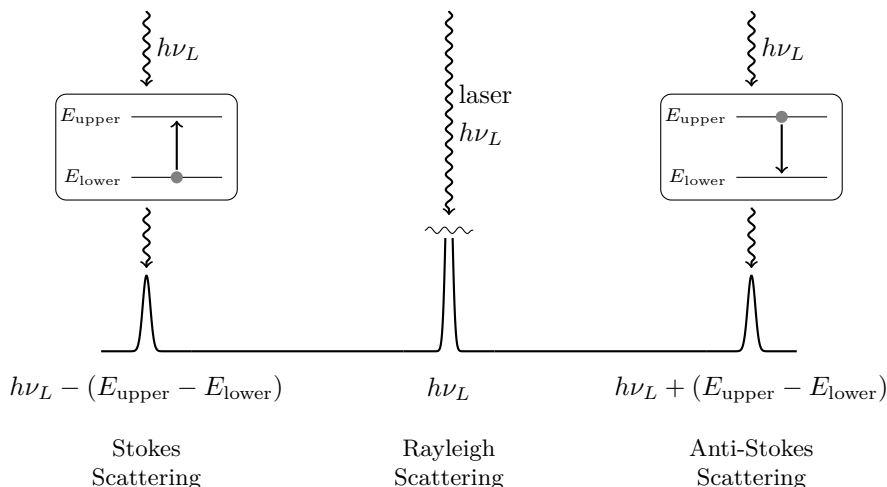 hν_L
E_upper
E_lower
laser
hν_L
hν_L
E_upper
E_lower
hν_L − (E_upper − E_lower)
hν_L
hν_L + (E_upper − E_lower)
Stokes
Scattering
Rayleigh
Scattering
Anti-Stokes
Scattering